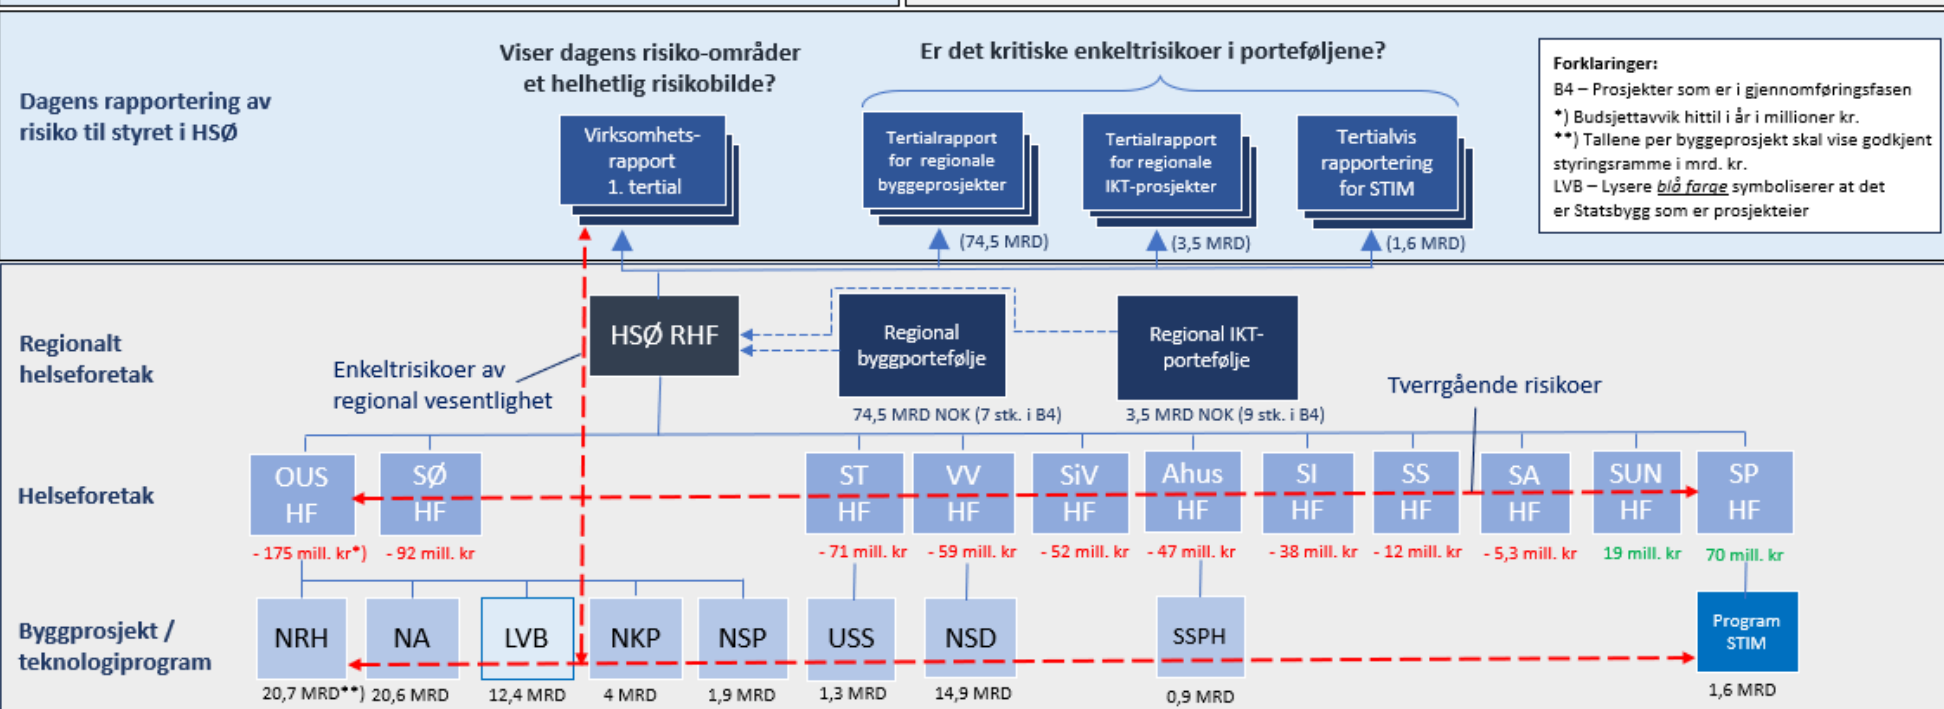 Viser dagens risiko-områder
et helhetlig risikobilde?
Er det kritiske enkeltrisikoer i porteføljene?
Dagens rapportering av
risiko til styret i HSØ
Virksomhets-
rapport
1. tertial
Tertialrapport
for regionale
byggeprosjekter
Tertialrapport
for regionale
IKT-prosjekter
Tertialvis
rapportering
for STIM
Forklaringer:
B4 – Prosjekter som er i gjennomføringsfasen
*) Budsjettavvik hittil i år i millioner kr.
**) Tallene per byggeprosjekt skal vise godkjent
styringsramme i mrd. kr.
LVB – Lysere blå farge symboliserer at det
er Statsbygg som er prosjekteier
(74,5 MRD)
(3,5 MRD)
(1,6 MRD)
Regionalt
helseforetak
HSØ RHF
Regional
byggportefølje
Regional IKT-
portefølje
Enkeltrisikoer av
regional vesentlighet
74,5 MRD NOK (7 stk. i B4)
3,5 MRD NOK (9 stk. i B4)
Tverrgående risikoer
Helseforetak
OUS
HF
SØ
HF
ST
HF
VV
HF
SiV
HF
Ahus
HF
SI
HF
SS
HF
SA
HF
SUN
HF
SP
HF
- 175 mill. kr*)
- 92 mill. kr
- 71 mill. kr
- 59 mill. kr
- 52 mill. kr
- 47 mill. kr
- 38 mill. kr
- 12 mill. kr
- 5,3 mill. kr
19 mill. kr
70 mill. kr
Byggprosjekt /
teknologiprogram
NRH
NA
LVB
NKP
NSP
USS
NSD
SSPH
Program
STIM
20,7 MRD**)
20,6 MRD
12,4 MRD
4 MRD
1,9 MRD
1,3 MRD
14,9 MRD
0,9 MRD
1,6 MRD